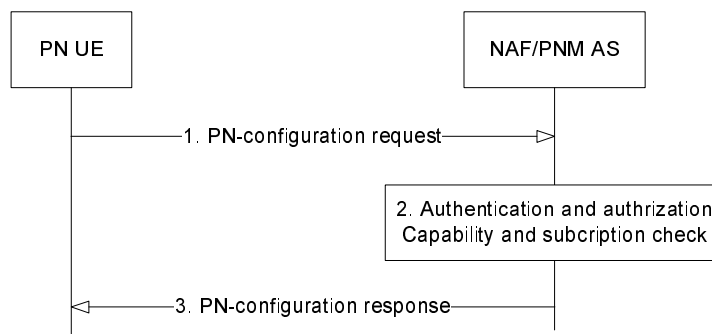 PN UE
NAF/PNM AS
1. PN-configuration request
2. Authentication and authrization
Capability and subcription check
3. PN-configuration response